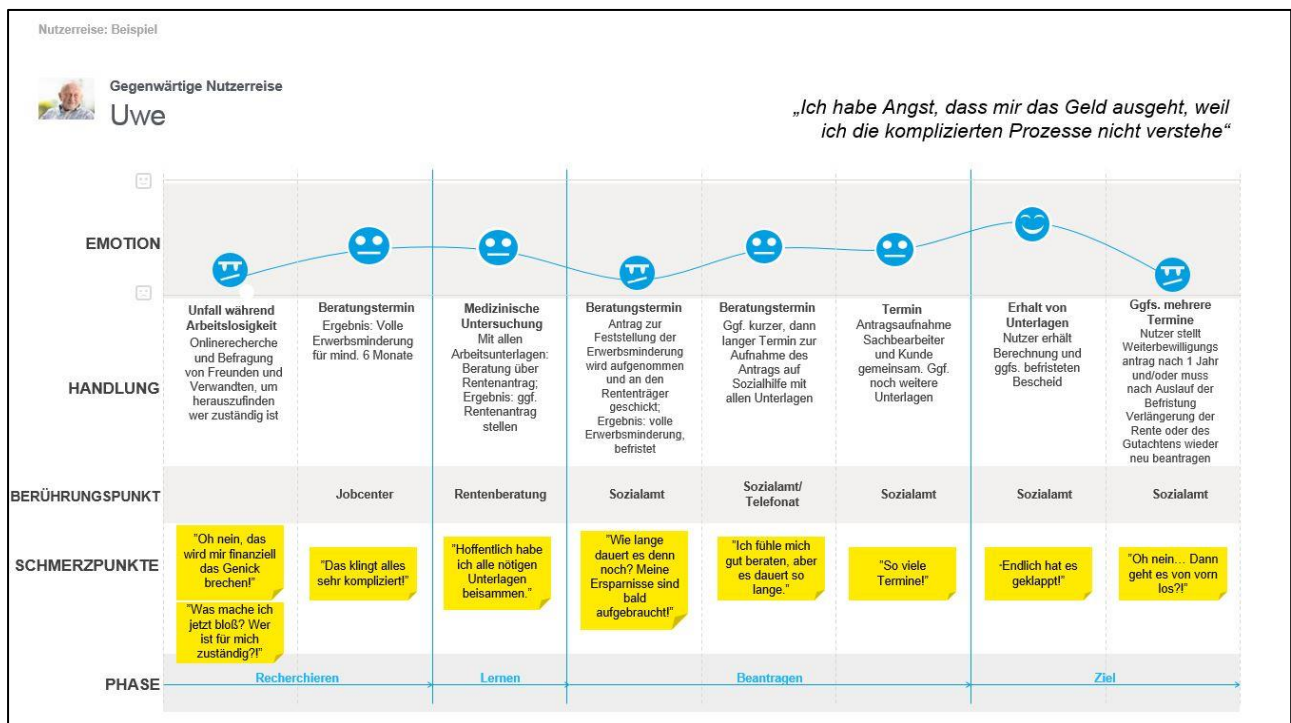 Nutzerreise: Beispiel
Gegenwärtige Nutzerreise
Uwe
„Ich habe Angst, dass mir das Geld ausgeht, weil
ich die komplizierten Prozesse nicht verstehe“
EMOTION
HANDLUNG
Unfall während
Arbeitslosigkeit
Onlinerecherche
und Befragung
von Freunden und
Verwandten, um
herauszufinden
wer zuständig ist
Beratungstermin
Ergebnis: Volle
Erwerbsminderung
für mind. 6 Monate
Medizinische
Untersuchung
Mit allen
Arbeitsunterlagen:
Beratung über
Rentenantrag;
Ergebnis: ggf.
Rentenantrag
stellen
Beratungstermin
Antrag zur
Feststellung der
Erwerbsminderung
wird aufgenommen
und an den
Rententräger
geschickt;
Ergebnis: volle
Erwerbsminderung,
befristet
Beratungstermin
Ggf. kurzer, dann
langer Termin zur
Aufnahme des
Antrags auf
Sozialhilfe mit
allen Unterlagen
Termin
Antragsaufnahme
Sachbearbeiter
und Kunde
gemeinsam. Ggf.
noch weitere
Unterlagen
Erhalt von
Unterlagen
Nutzer erhält
Berechnung und
ggfs. befristeten
Bescheid
Ggfs. mehrere
Termine
Nutzer stellt
Weiterbewilligungs
antrag nach 1 Jahr
und/oder muss
nach Auslauf der
Befristung
Verlängerung der
Rente oder des
Gutachtens wieder
neu beantragen
BERÜHRUNGSPUNKT
Jobcenter
Rentenberatung
Sozialamt
Sozialamt/
Telefonat
Sozialamt
Sozialamt
Sozialamt
SCHMERZPUNKTE
"Oh nein, das
wird mir finanziell
das Genick
brechen!"
"Was mache ich
jetzt bloß? Wer
ist für mich
zuständig?!"
"Das klingt alles
sehr kompliziert!"
"Hoffentlich habe
ich alle nötigen
Unterlagen
beisammen."
"Wie lange
dauert es denn
noch? Meine
Ersparnisse sind
bald
aufgebraucht!"
"Ich fühle mich
gut beraten, aber
es dauert so
lange."
"So viele
Termine!"
-Endlich hat es
geklappt!"
"Oh nein... Dann
geht es von vorn
los?!"
PHASE
Recherchieren
Lernen
Beantragen
Ziel